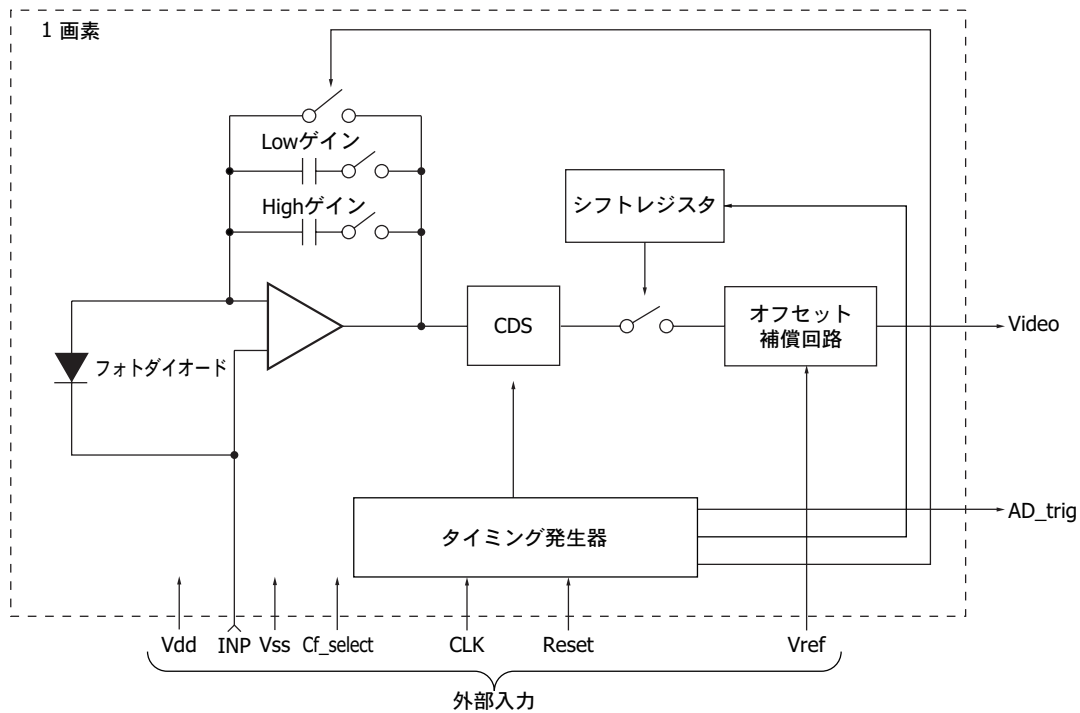 1 画素
Lowゲイン
Highゲイン
シフトレジスタ
CDS
オフセット
補償回路
Video
フォトダイオード
AD_trig
タイミング発生器
Vdd
INP
Vss
Cf_select
CLK
Reset
Vref
外部入力